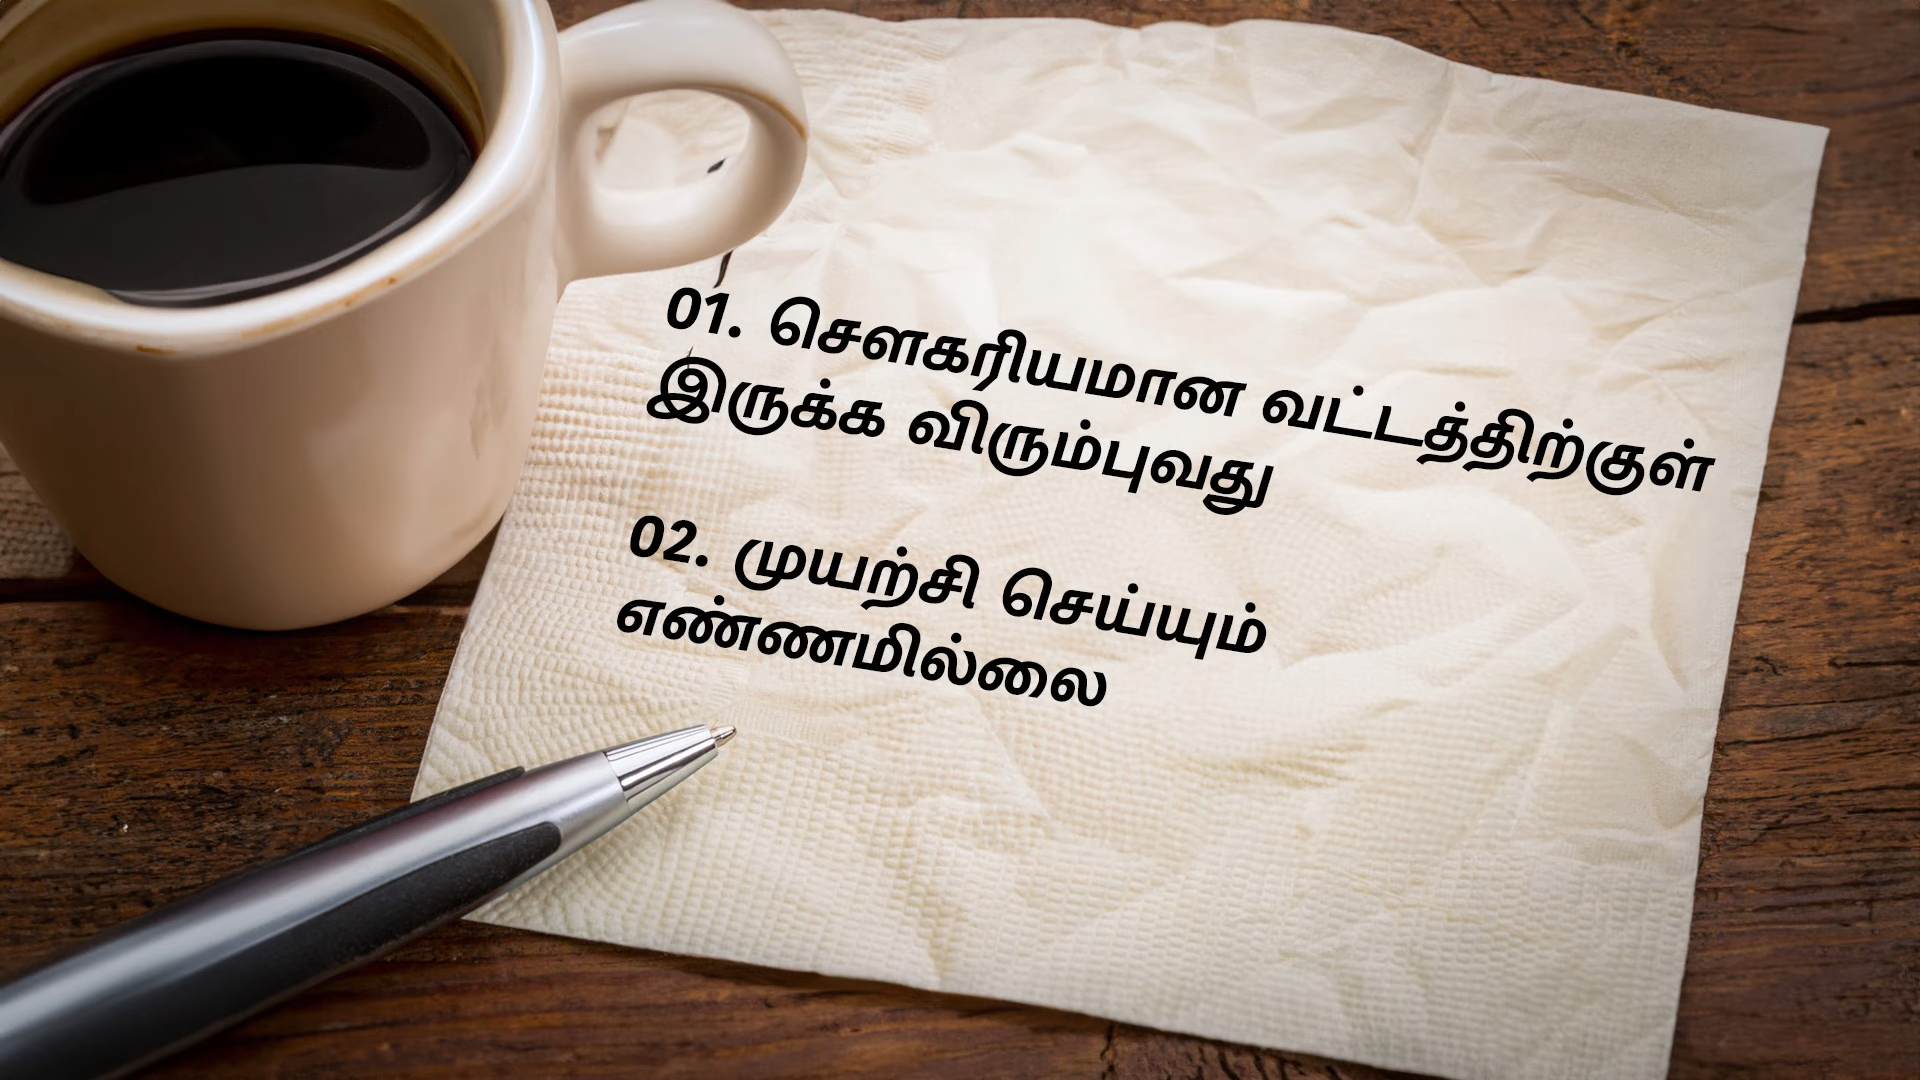 01. சௌகரியமான வட்டத்திற்குள்
இருக்க விரும்புவது
02. முயற்சி செய்யும்
எண்ணமில்லை